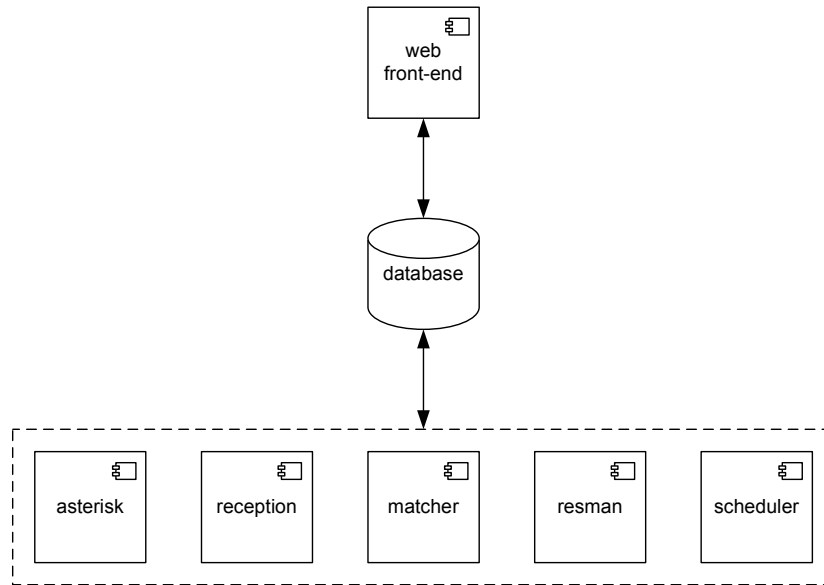 web
front-end
database
asterisk
reception
matcher
resman
scheduler